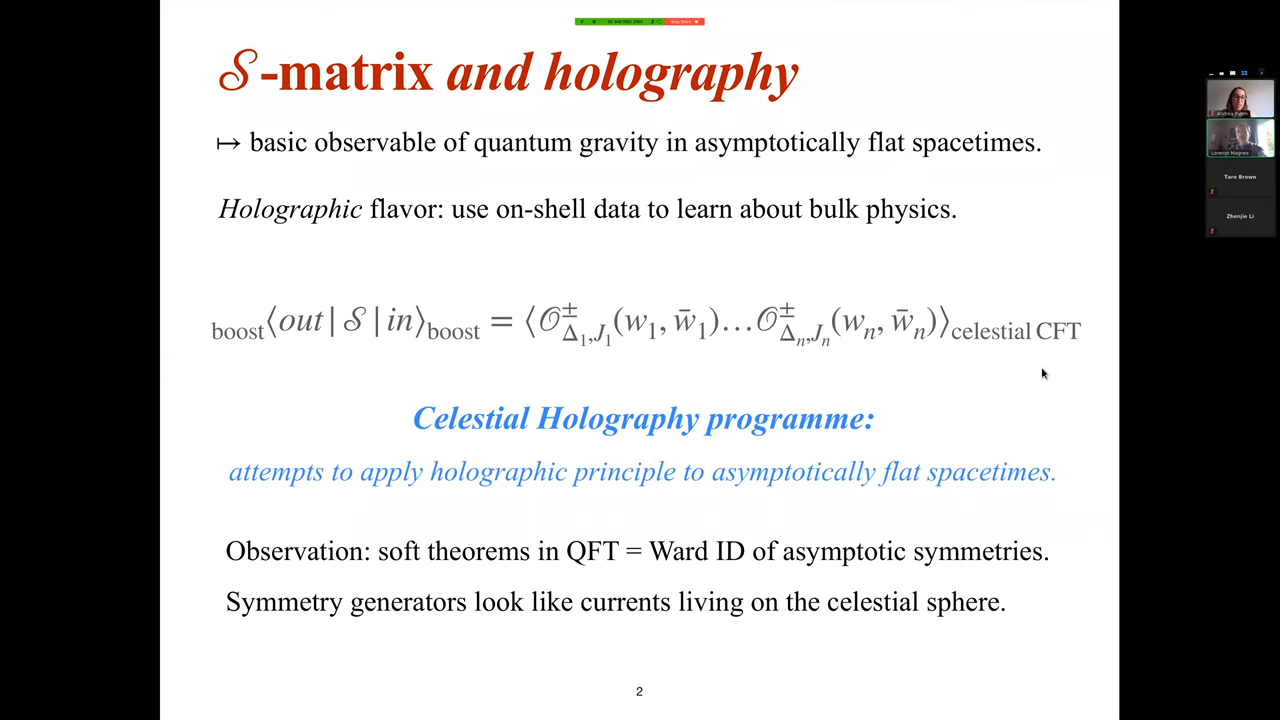 𝒮-matrix and holography
↦ basic observable of quantum gravity in asymptotically flat spacetimes.
Holographic flavor: use on-shell data to learn about bulk physics.
boost⟨out|𝒮|in⟩boost = ⟨𝒪±Δ1,J1(w1, w̄1)…𝒪±Δn,Jn(wn, w̄n)⟩celestial CFT
Celestial Holography programme:
attempts to apply holographic principle to asymptotically flat spacetimes.
Observation: soft theorems in QFT = Ward ID of asymptotic symmetries.
Symmetry generators look like currents living on the celestial sphere.
2
Lorenzo Magnea
Taro Brown
Zhenjie Li